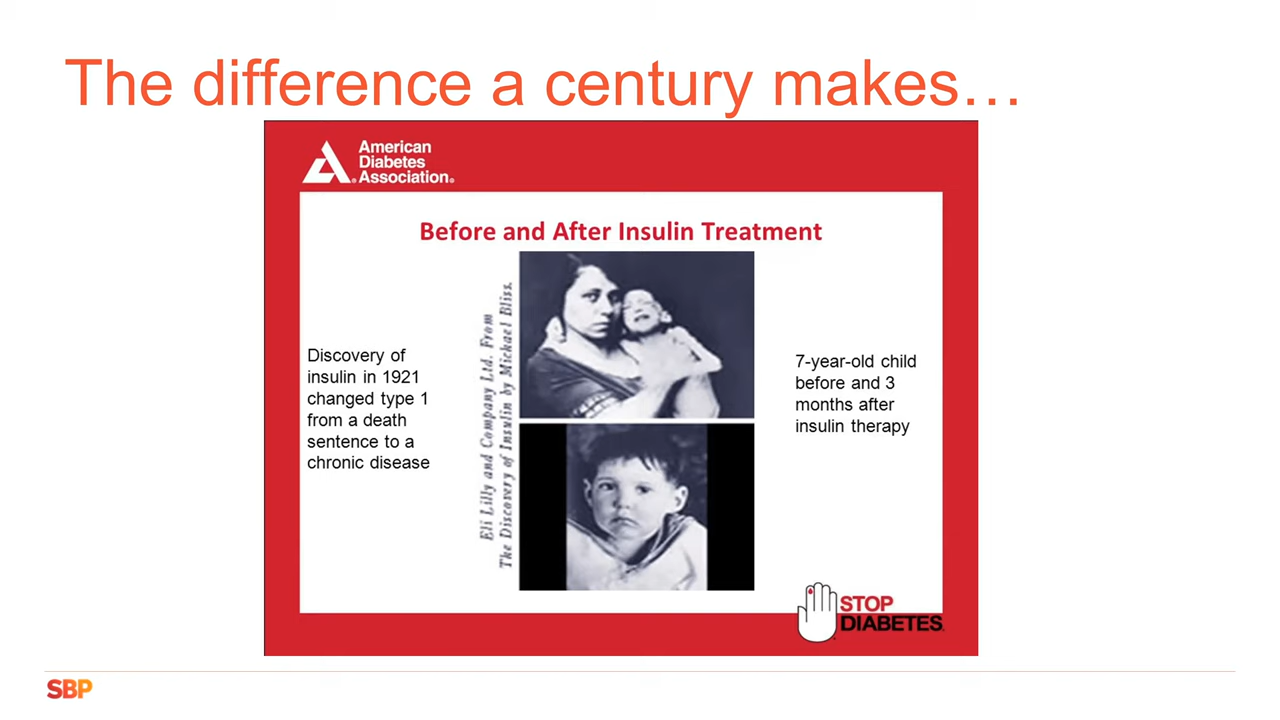 The difference a century makes…
American
Diabetes
Association.
Before and After Insulin Treatment
Discovery of
insulin in 1921
changed type 1
from a death
sentence to a
chronic disease
Eli Lilly and Company Ltd. From
The Discovery of Insulin by Michael Bliss.
7-year-old child
before and 3
months after
insulin therapy
STOP
DIABETES
SBP